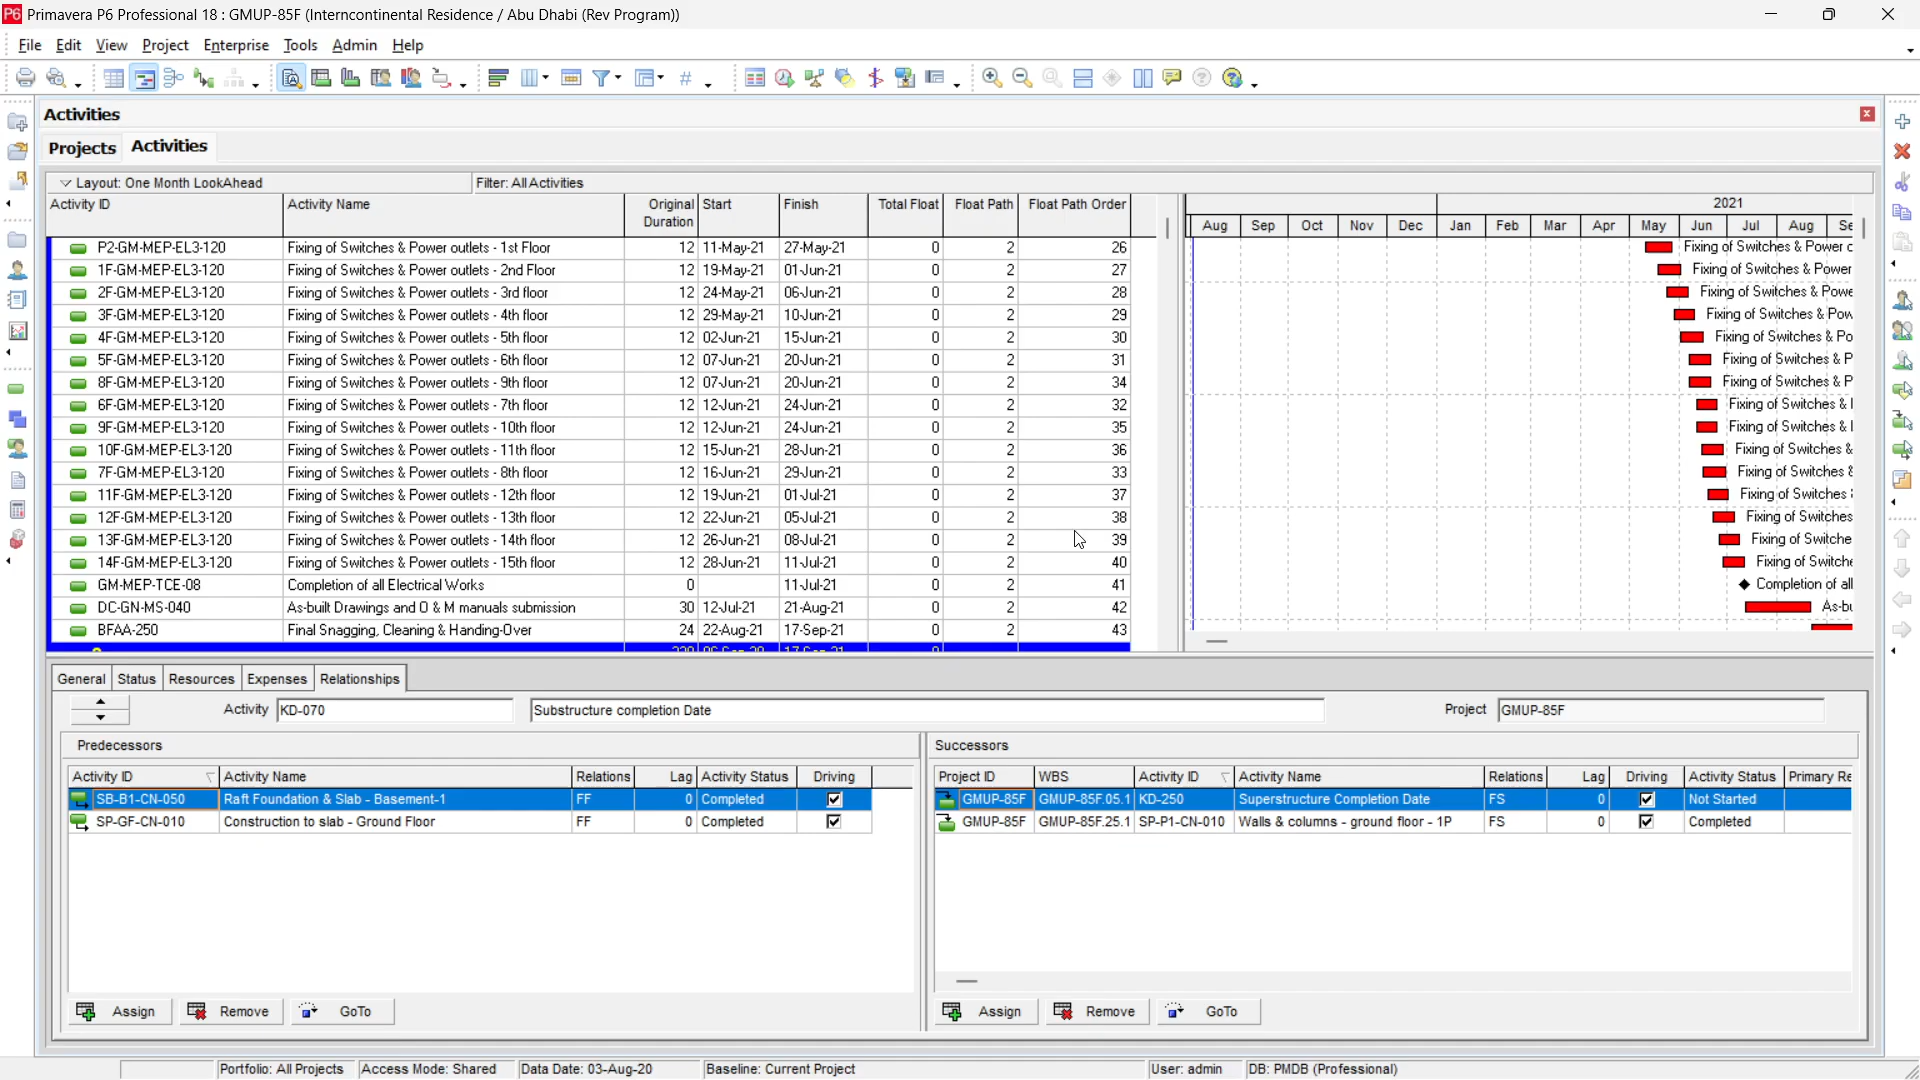 Primavera P6 Professional 18 : GMUP-85F (Interncontinental Residence / Abu Dhabi (Rev Program))
File Edit View Project Enterprise Tools Admin Help
Activities
Projects Activities
Layout: One Month LookAhead Filter: All Activities
Activity ID Activity Name Original Duration Start Finish Total Float Float Path Float Path Order 2021
Aug Sep Oct Nov Dec Jan Feb Mar Apr May Jun Jul Aug Se
P2-GM-MEP-EL3-120 Fixing of Switches & Power outlets - 1st Floor 12 11-May-21 27-May-21 0 2 26 Fixing of Switches & Power c
1F-GM-MEP-EL3-120 Fixing of Switches & Power outlets - 2nd Floor 12 19-May-21 01-Jun-21 0 2 27 Fixing of Switches & Power
2F-GM-MEP-EL3-120 Fixing of Switches & Power outlets - 3rd floor 12 24-May-21 06-Jun-21 0 2 28 Fixing of Switches & Powe
3F-GM-MEP-EL3-120 Fixing of Switches & Power outlets - 4th floor 12 29-May-21 10-Jun-21 0 2 29 Fixing of Switches & Pow
4F-GM-MEP-EL3-120 Fixing of Switches & Power outlets - 5th floor 12 02-Jun-21 15-Jun-21 0 2 30 Fixing of Switches & Po
5F-GM-MEP-EL3-120 Fixing of Switches & Power outlets - 6th floor 12 07-Jun-21 20-Jun-21 0 2 31 Fixing of Switches & P
8F-GM-MEP-EL3-120 Fixing of Switches & Power outlets - 9th floor 12 07-Jun-21 20-Jun-21 0 2 34 Fixing of Switches & P
6F-GM-MEP-EL3-120 Fixing of Switches & Power outlets - 7th floor 12 12-Jun-21 24-Jun-21 0 2 32 Fixing of Switches &
9F-GM-MEP-EL3-120 Fixing of Switches & Power outlets - 10th floor 12 12-Jun-21 24-Jun-21 0 2 35 Fixing of Switches &
10F-GM-MEP-EL3-120 Fixing of Switches & Power outlets - 11th floor 12 15-Jun-21 28-Jun-21 0 2 36 Fixing of Switches &
7F-GM-MEP-EL3-120 Fixing of Switches & Power outlets - 8th floor 12 16-Jun-21 29-Jun-21 0 2 33 Fixing of Switches
11F-GM-MEP-EL3-120 Fixing of Switches & Power outlets - 12th floor 12 19-Jun-21 01-Jul-21 0 2 37 Fixing of Switches
12F-GM-MEP-EL3-120 Fixing of Switches & Power outlets - 13th floor 12 22-Jun-21 05-Jul-21 0 2 38 Fixing of Switches
13F-GM-MEP-EL3-120 Fixing of Switches & Power outlets - 14th floor 12 26-Jun-21 08-Jul-21 0 2 39 Fixing of Switche
14F-GM-MEP-EL3-120 Fixing of Switches & Power outlets - 15th floor 12 28-Jun-21 11-Jul-21 0 2 40 Fixing of Switche
GM-MEP-TCE-08 Completion of all Electrical Works 0 11-Jul-21 0 2 41 Completion of all
DC-GN-MS-040 As-built Drawings and O & M manuals submission 30 12-Jul-21 21-Aug-21 0 2 42 As-bu
BFAA-250 Final Snagging, Cleaning & Handing-Over 24 22-Aug-21 17-Sep-21 0 2 43
General Status Resources Expenses Relationships
Activity KD-070 Substructure completion Date Project GMUP-85F
Predecessors Successors
Activity ID Activity Name Relations Lag Activity Status Driving Project ID WBS Activity ID Activity Name Relations Lag Driving Activity Status Primary Re
SB-B1-CN-050 Raft Foundation & Slab - Basement-1 FF 0 Completed GMUP-85F GMUP-85F.05.1 KD-250 Superstructure Completion Date FS 0 Not Started
SP-GF-CN-010 Construction to slab - Ground Floor FF 0 Completed GMUP-85F GMUP-85F.25.1 SP-P1-CN-010 Walls & columns - ground floor - 1P FS 0 Completed
Assign Remove GoTo Assign Remove GoTo
Portfolio: All Projects Access Mode: Shared Data Date: 03-Aug-20 Baseline: Current Project User: admin DB: PMDB (Professional)